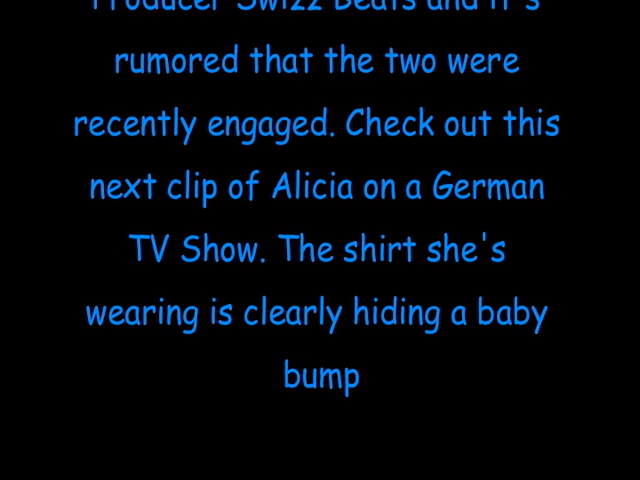 Producer Swizz Beats and it's
rumored that the two were
recently engaged. Check out this
next clip of Alicia on a German
TV Show. The shirt she's
wearing is clearly hiding a baby
bump